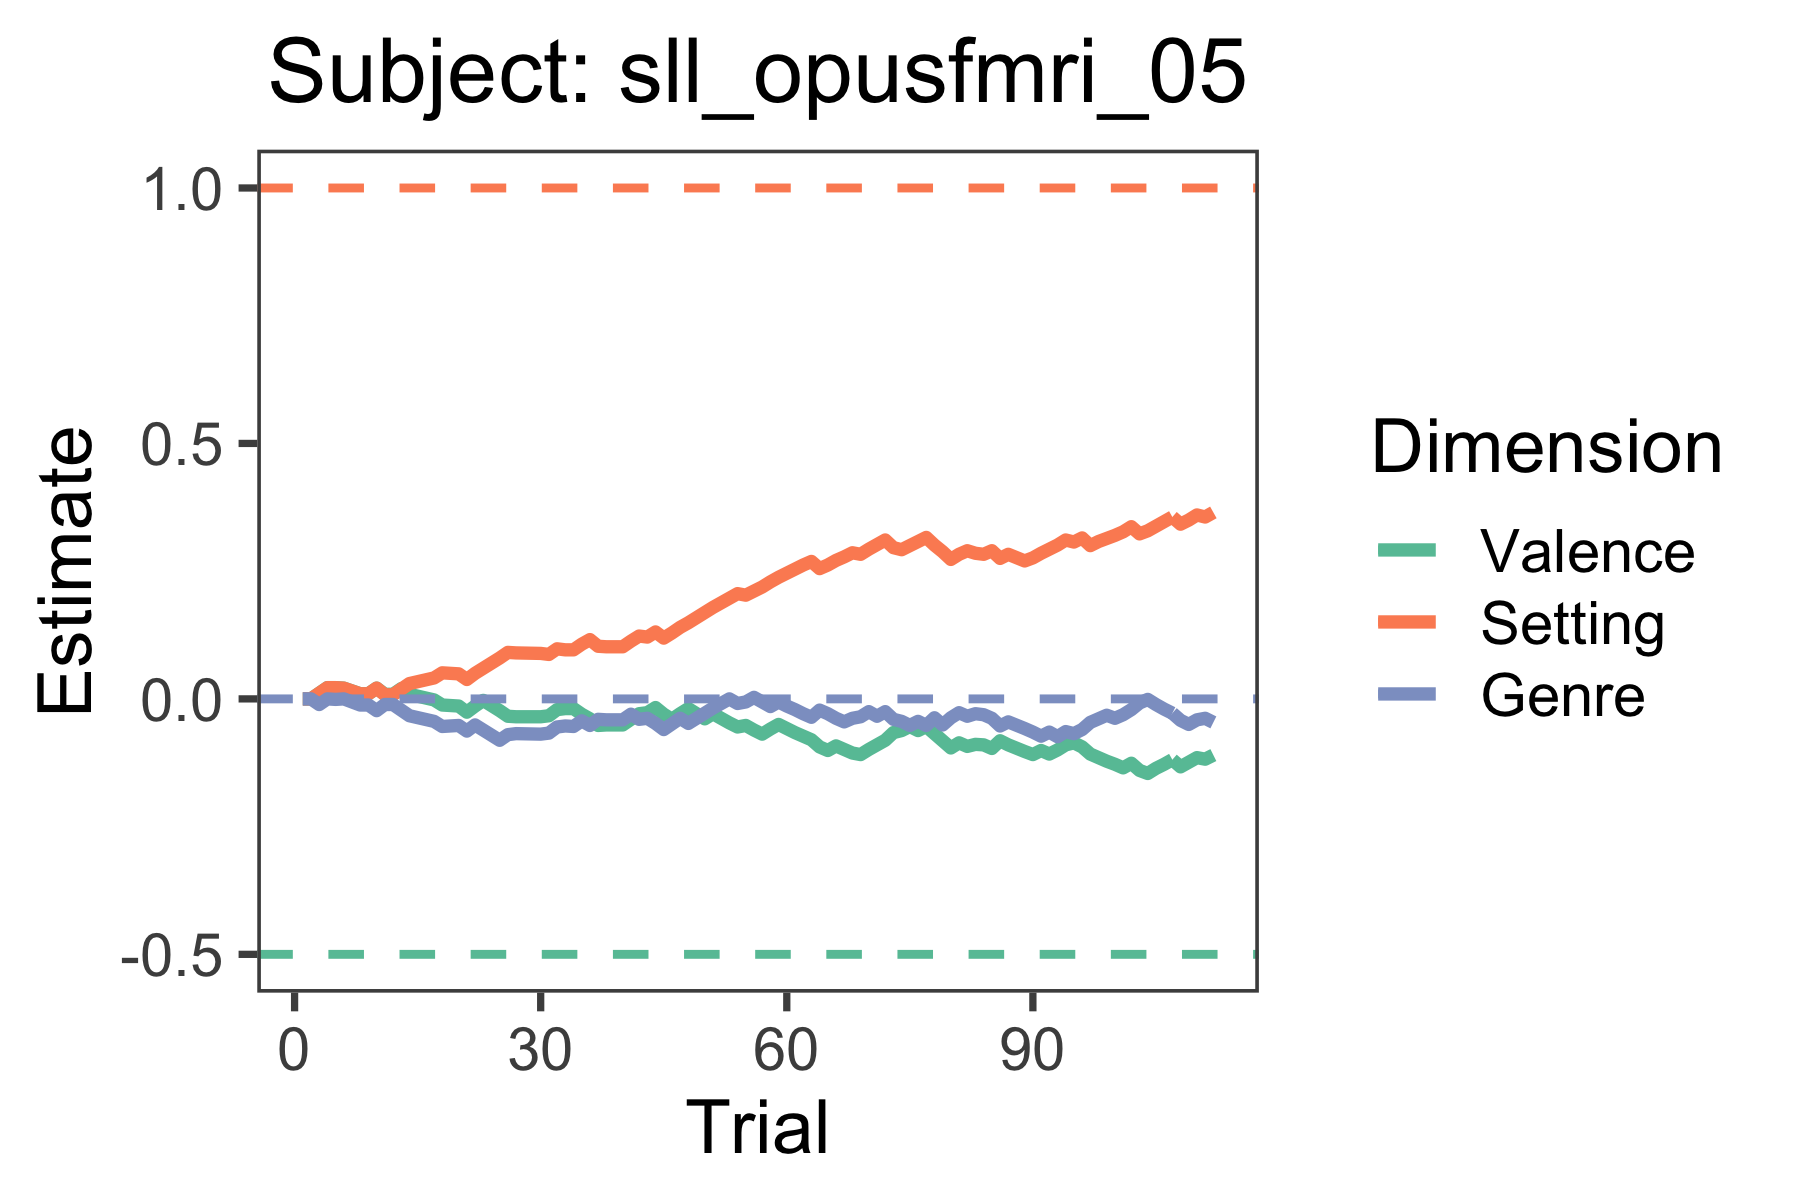 Subject: sll_opusfmri_05
1.0
0.5
0.0
-0.5
Estimate
0
30
60
90
Trial
Dimension
Valence
Setting
Genre